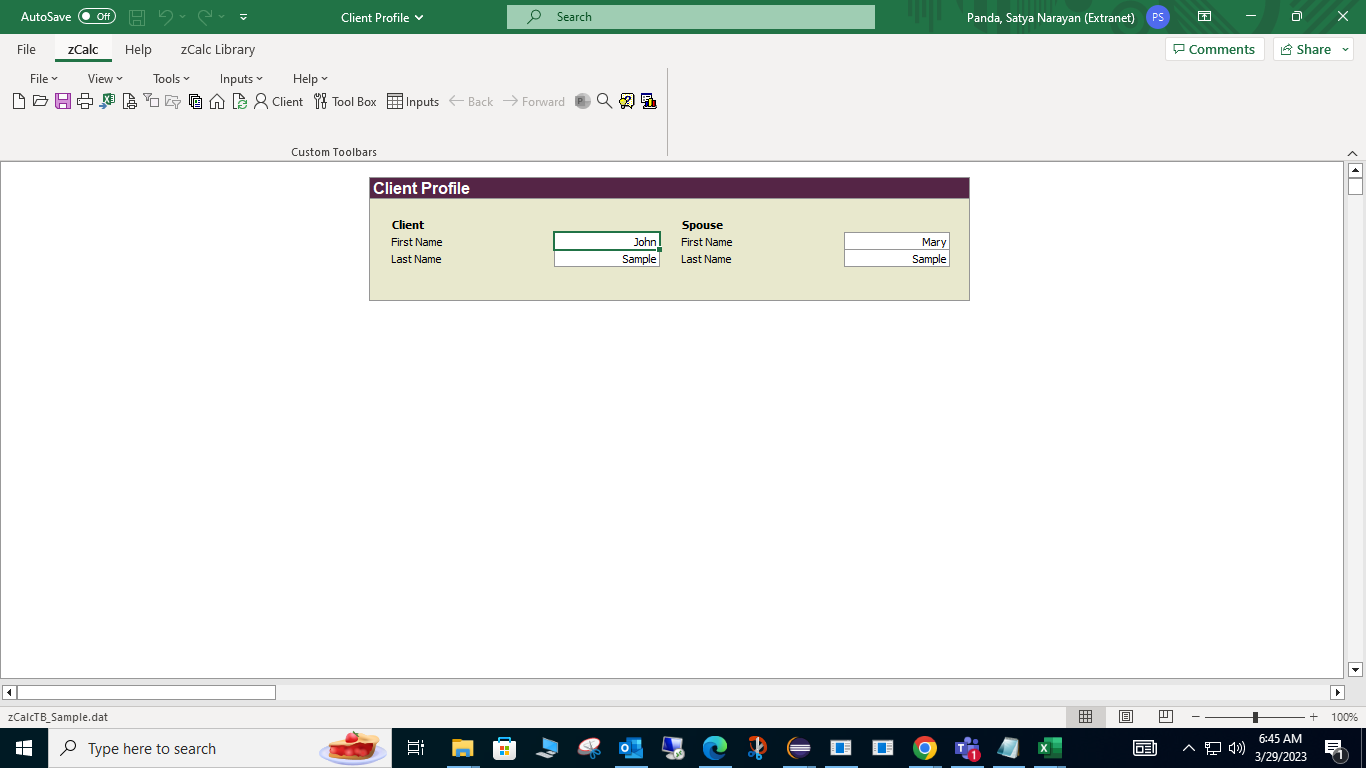 AutoSave Off Client Profile Search Panda, Satya Narayan (Extranet) PS
File zCalc Help zCalc Library Comments Share
File View Tools Inputs Help
Client Tool Box Inputs Back Forward
Custom Toolbars
Client Profile
Client Spouse
First Name John First Name Mary
Last Name Sample Last Name Sample
zCalcTB_Sample.dat 100%
Type here to search 6:45 AM
3/29/2023
1
1